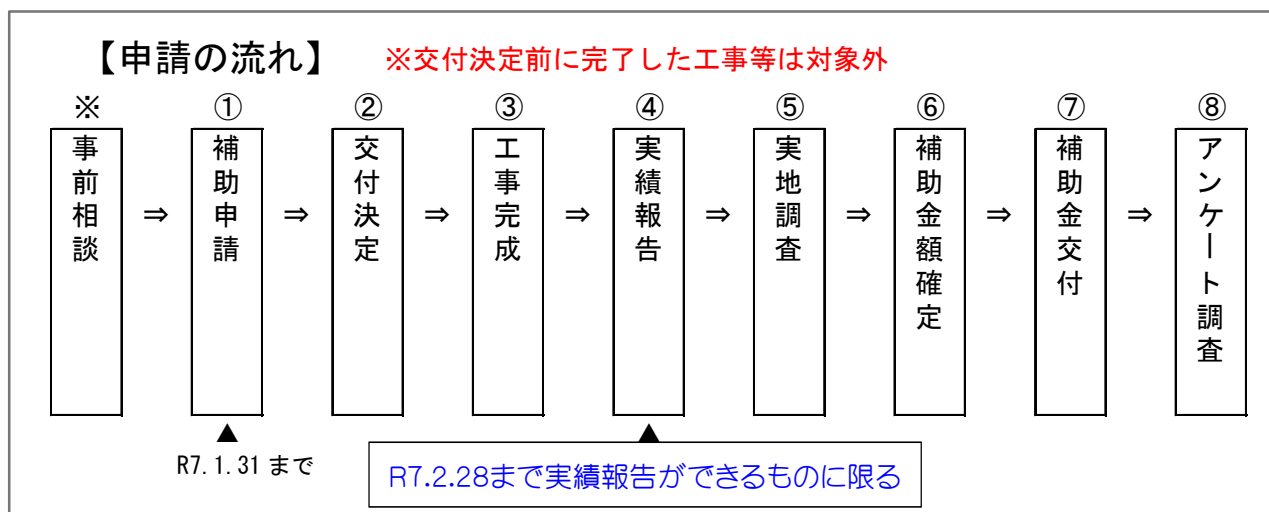 【申請の流れ】 ※交付決定前に完了した工事等は対象外
※ ① ② ③ ④ ⑤ ⑥ ⑦ ⑧
事前相談
⇒
補助申請
⇒
交付決定
⇒
工事完成
⇒
実績報告
⇒
実地調査
⇒
補助金額確定
⇒
補助金交付
⇒
アンケート調査
▲ ▲
R7.1.31 まで
R7.2.28まで実績報告ができるものに限る